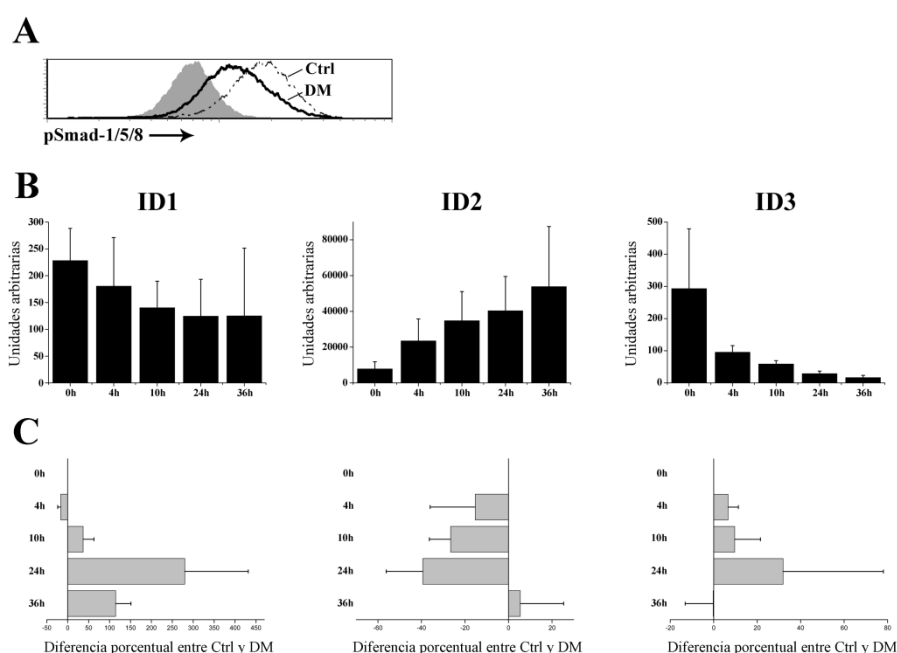 A
Ctrl
DM
pSmad-1/5/8
B
ID1
ID2
ID3
Unidades arbitrarias
300
250
200
150
100
50
0
0h 4h 10h 24h 36h
Unidades arbitrarias
80000
60000
40000
20000
0
0h 4h 10h 24h 36h
Unidades arbitrarias
500
400
300
200
100
0
0h 4h 10h 24h 36h
C
0h
4h
10h
24h
36h
-50 0 50 100 150 200 250 300 350 400 450
Diferencia porcentual entre Ctrl y DM
0h
4h
10h
24h
36h
-60 -40 -20 0 20
Diferencia porcentual entre Ctrl y DM
0h
4h
10h
24h
36h
-20 0 20 40 60 80
Diferencia porcentual entre Ctrl y DM